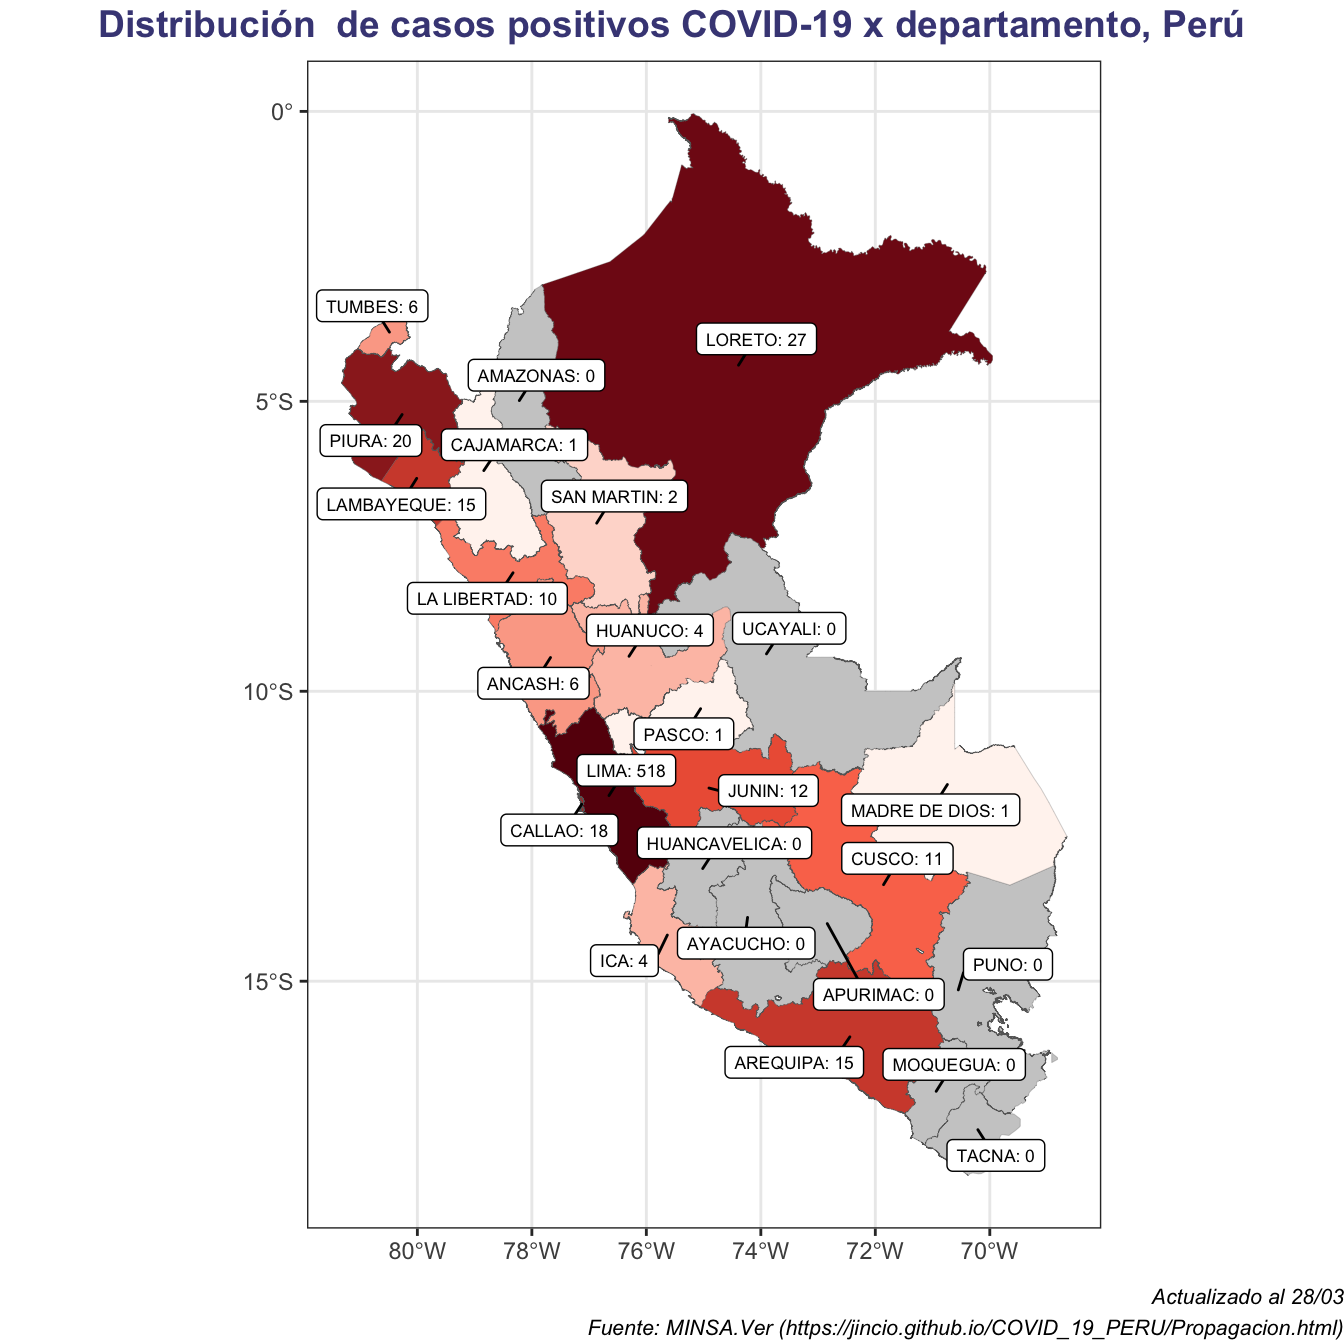 Distribución  de casos positivos COVID-19 x departamento, Perú
0°
TUMBES: 6
LORETO: 27
AMAZONAS: 0
5°S
PIURA: 20
CAJAMARCA: 1
SAN MARTIN: 2
LAMBAYEQUE: 15
LA LIBERTAD: 10
HUANUCO: 4
UCAYALI: 0
ANCASH: 6
10°S
PASCO: 1
LIMA: 518
JUNIN: 12
MADRE DE DIOS: 1
CALLAO: 18
HUANCAVELICA: 0
CUSCO: 11
AYACUCHO: 0
ICA: 4
PUNO: 0
15°S
APURIMAC: 0
AREQUIPA: 15
MOQUEGUA: 0
TACNA: 0
80°W 78°W 76°W 74°W 72°W 70°W
Actualizado al 28/03
Fuente: MINSA.Ver (https://jincio.github.io/COVID_19_PERU/Propagacion.html)